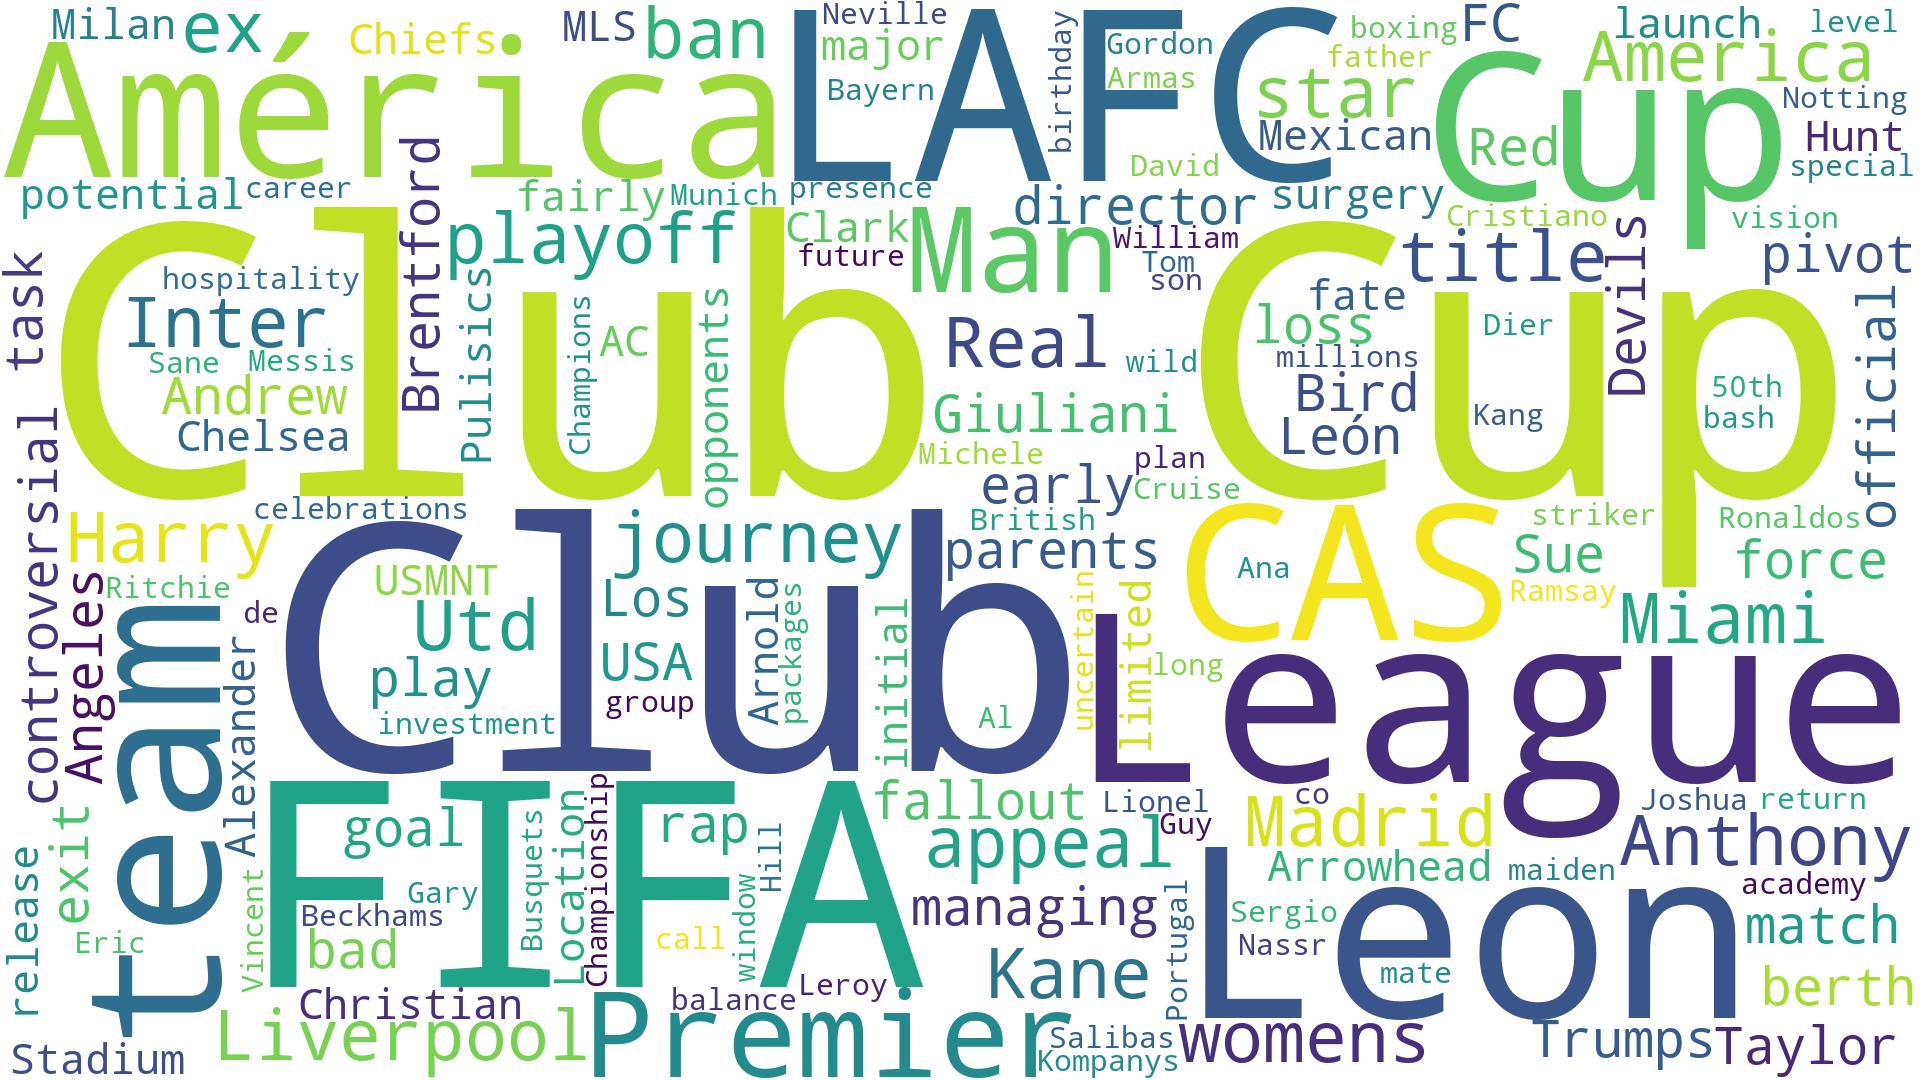 Milan
ex
Chiefs
MLS
ban
Neville
major
Bayern
birthday
Gordon
Armas
boxing
father
FC
launch
level
América
LAFC
star
Cup
America
Mexican
Red
Notting
Hunt
special
David
potential
career
Brentford
fairly
Munich
presence
director
surgery
Cristiano
vision
playoff
Clark
future
Man
William
Tom
son
title
Devils
pivot
task
hospitality
Inter
Sane
Messis
Andrew
Chelsea
Club
Pulisics
Champions
AC
opponents
Real
wild
Giuliani
Michele
plan
early
Cruise
Cup
fate
loss
millions
Bird
León
Dier
Kang
50th
bash
official
controversial
celebrations
Harry
journey
British
parents
CAS
Ana
striker
Ronaldos
Sue
force
Ramsay
Miami
Angeles
Ritchie
de
team
Alexander
USMNT
Utd
play
investment
Club
Los
USA
group
Arnold
packages
initial
Al
uncertain
limited
long
League
release
exit
Eric
Vincent
FIFA
goal
Gary
Beckhams
bad
Busquets
Location
Championship
rap
call
window
Hill
fallout
Lionel
Guy
appeal
co
Madrid
Joshua
return
Anthony
Arrowhead
maiden
academy
managing
Portugal
Sergio
Nassr
Leon
mate
match
Kane
berth
Christian
balance
Leroy
Stadium
Liverpool
Premier
Salibas
Kompanys
womens
Trumps
Taylor